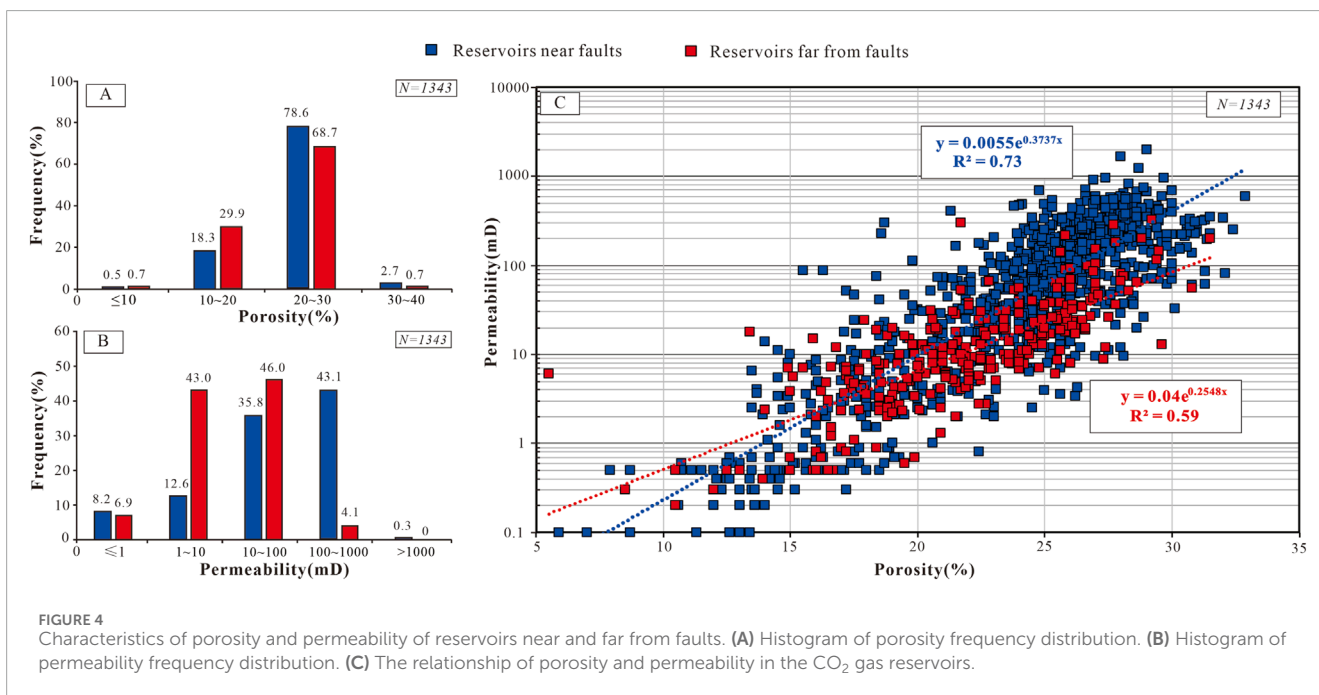 Reservoirs near faults
Reservoirs far from faults
A
N=1343
Frequency(%)
100
80
60
40
20
0
0.5
0.7
18.3
29.9
78.6
68.7
2.7
0.7
≤10
10~20
20~30
30~40
Porosity(%)
B
N=1343
Frequency(%)
60
50
40
30
20
10
0
0
8.2
6.9
12.6
43.0
35.8
46.0
43.1
4.1
0.3
0
≤1
1~10
10~100
100~1000
>1000
Permeability(mD)
C
N=1343
Permeability(mD)
10000
1000
100
10
1
0.1
y = 0.0055e^0.3737x
R² = 0.73
y = 0.04e^0.2548x
R² = 0.59
5
10
15
20
25
30
35
Porosity(%)
FIGURE 4
Characteristics of porosity and permeability of reservoirs near and far from faults. (A) Histogram of porosity frequency distribution. (B) Histogram of
permeability frequency distribution. (C) The relationship of porosity and permeability in the CO₂ gas reservoirs.